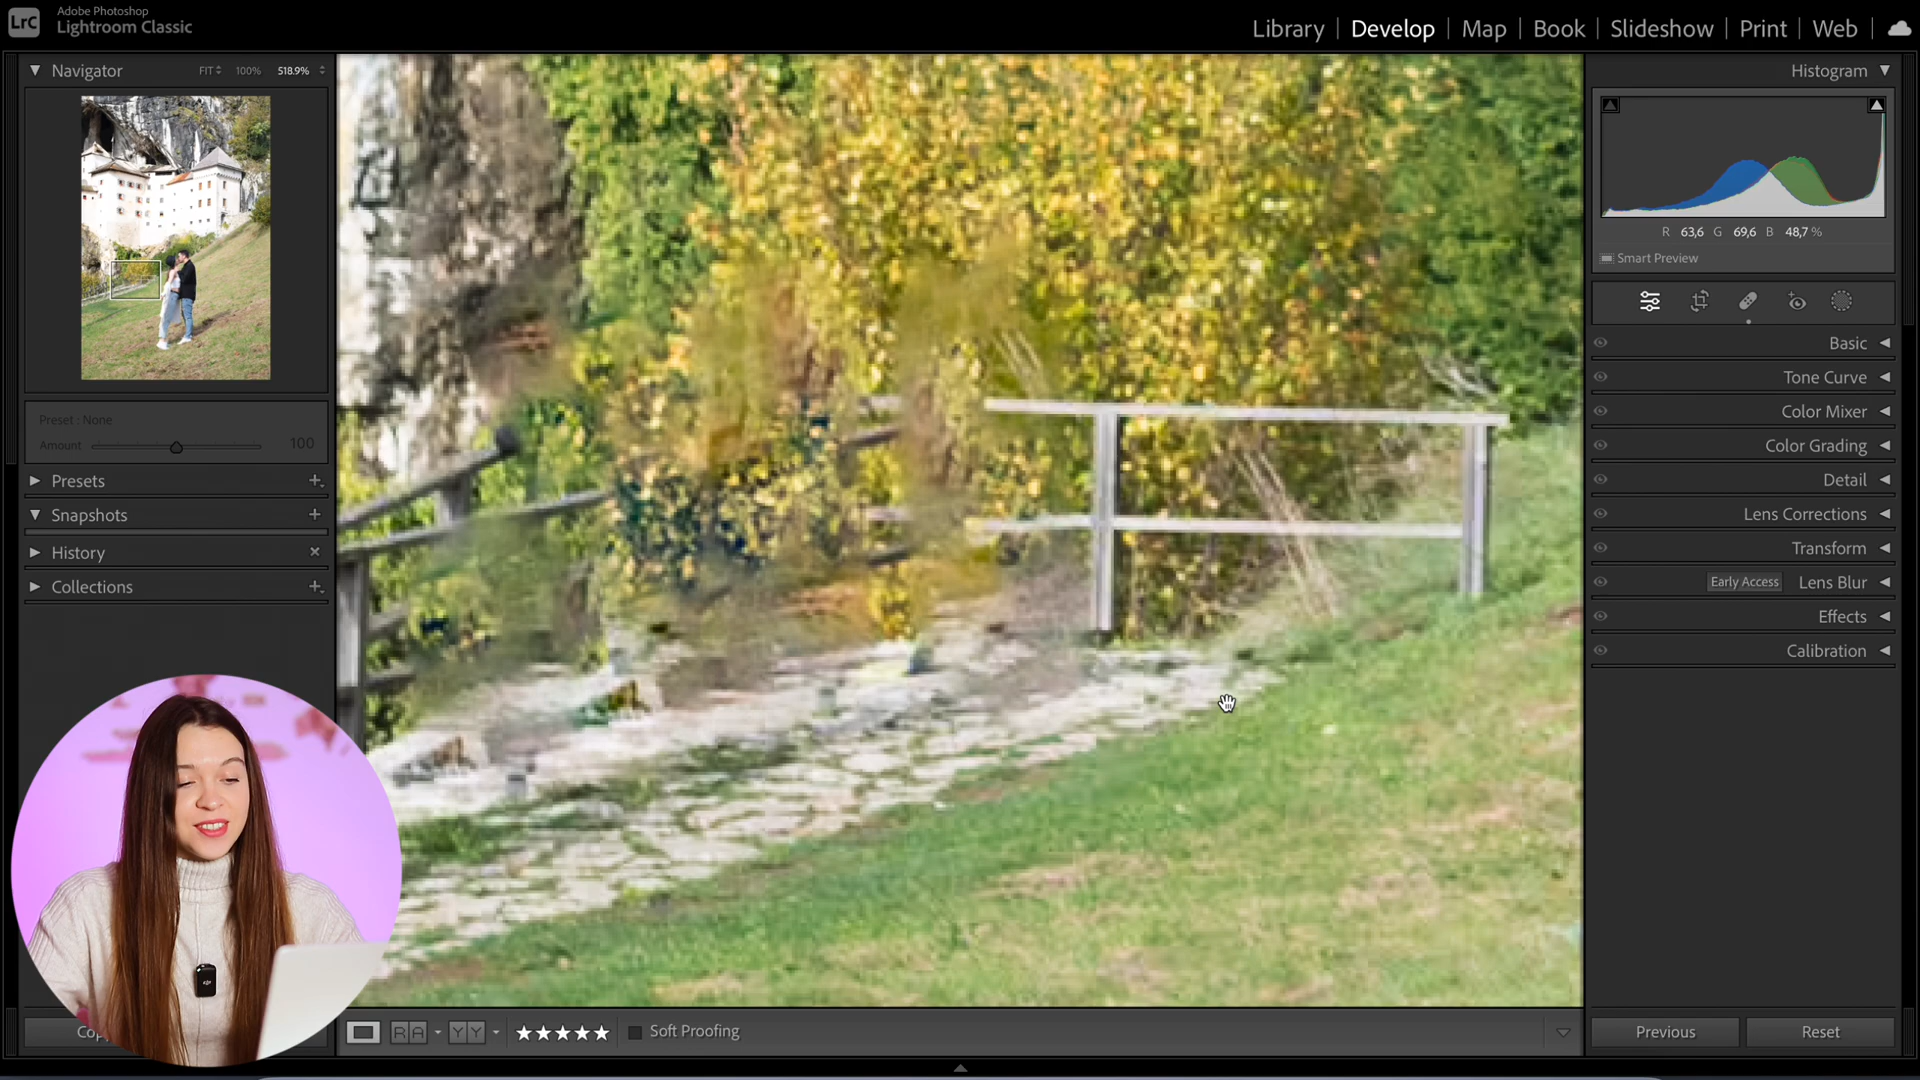 LrC
Adobe Photoshop
Lightroom Classic
Library | Develop | Map | Book | Slideshow | Print | Web
Navigator FIT 100% 518.9%
Histogram
R 63,6 G 69,6 B 48,7 %
Smart Preview
Preset : None
Amount 100
Presets
Snapshots
History
Collections
Basic
Tone Curve
Color Mixer
Color Grading
Detail
Lens Corrections
Transform
Early Access Lens Blur
Effects
Calibration
R A Y Y ★★★★★ Soft Proofing
Previous Reset